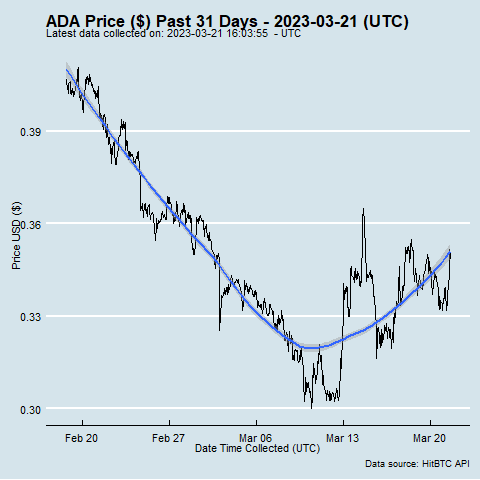 ADA Price ($) Past 31 Days - 2023-03-21 (UTC)
Latest data collected on: 2023-03-21 16:03:55 - UTC
0.39
0.36
0.33
0.30
Price USD ($)
Feb 20 Feb 27 Mar 06 Mar 13 Mar 20
Date Time Collected (UTC)
Data source: HitBTC API